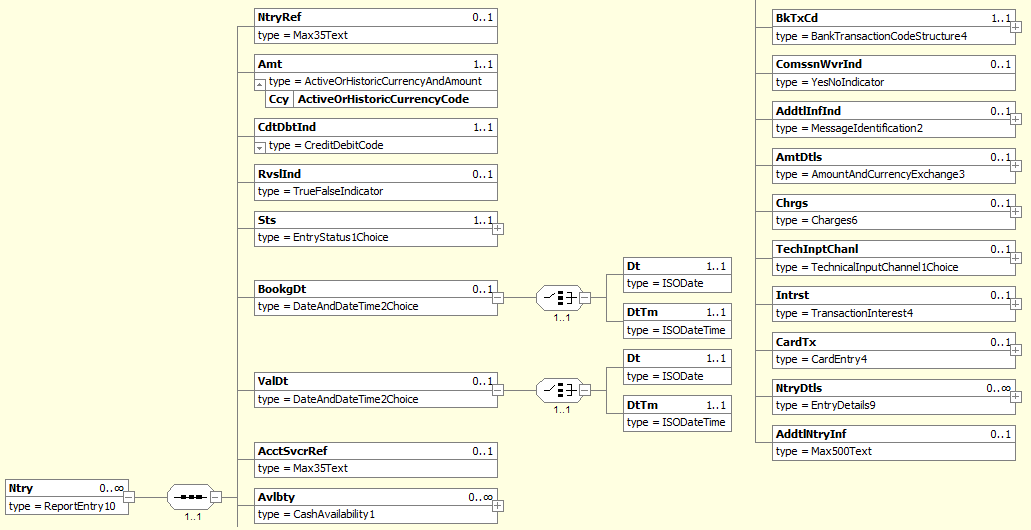 NtryRef 0..1
type = Max35Text
Amt 1..1
type = ActiveOrHistoricCurrencyAndAmount
Ccy ActiveOrHistoricCurrencyCode
CdtDbtInd 1..1
type = CreditDebitCode
RvslInd 0..1
type = TrueFalseIndicator
Sts 1..1
type = EntryStatus1Choice
BookgDt 0..1
type = DateAndDateTime2Choice
1..1
Dt 1..1
type = ISODate
DtTm 1..1
type = ISODateTime
ValDt 0..1
type = DateAndDateTime2Choice
1..1
Dt 1..1
type = ISODate
DtTm 1..1
type = ISODateTime
AcctSvcrRef 0..1
type = Max35Text
Ntry 0..∞
type = ReportEntry10
1..1
Avlbty 0..∞
type = CashAvailability1
BkTxCd 1..1
type = BankTransactionCodeStructure4
ComssnWvrInd 0..1
type = YesNoIndicator
AddtlInfInd 0..1
type = MessageIdentification2
AmtDtls 0..1
type = AmountAndCurrencyExchange3
Chrgs 0..1
type = Charges6
TechInptChanl 0..1
type = TechnicalInputChannel1Choice
Intrst 0..1
type = TransactionInterest4
CardTx 0..1
type = CardEntry4
NtryDtls 0..∞
type = EntryDetails9
AddtlNtryInf 0..1
type = Max500Text